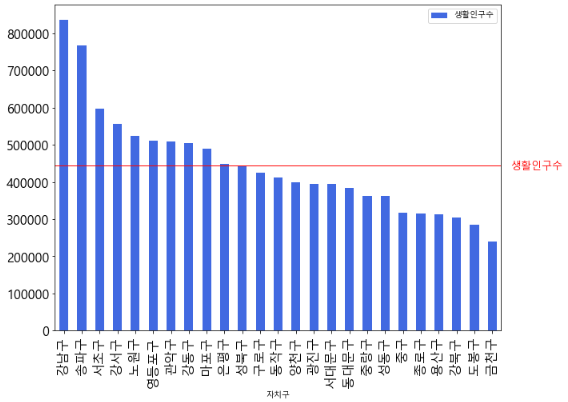 생활인구수
800000
700000
600000
500000
400000
300000
200000
100000
0
생활인구수
강남구
송파구
서초구
강서구
노원구
영등포구
관악구
강동구
마포구
은평구
성북구
구로구
동작구
양천구
광진구
서대문구
동대문구
중랑구
성동구
중구
종로구
용산구
강북구
도봉구
금천구
자치구